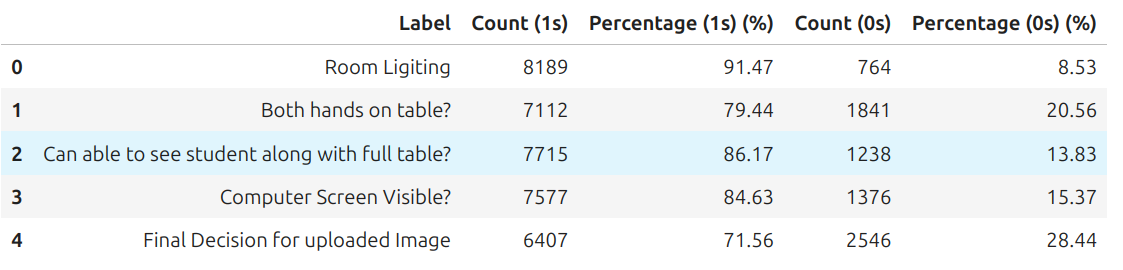 Label Count (1s) Percentage (1s) (%) Count (0s) Percentage (0s) (%)
0 Room Ligiting 8189 91.47 764 8.53
1 Both hands on table? 7112 79.44 1841 20.56
2 Can able to see student along with full table? 7715 86.17 1238 13.83
3 Computer Screen Visible? 7577 84.63 1376 15.37
4 Final Decision for uploaded Image 6407 71.56 2546 28.44